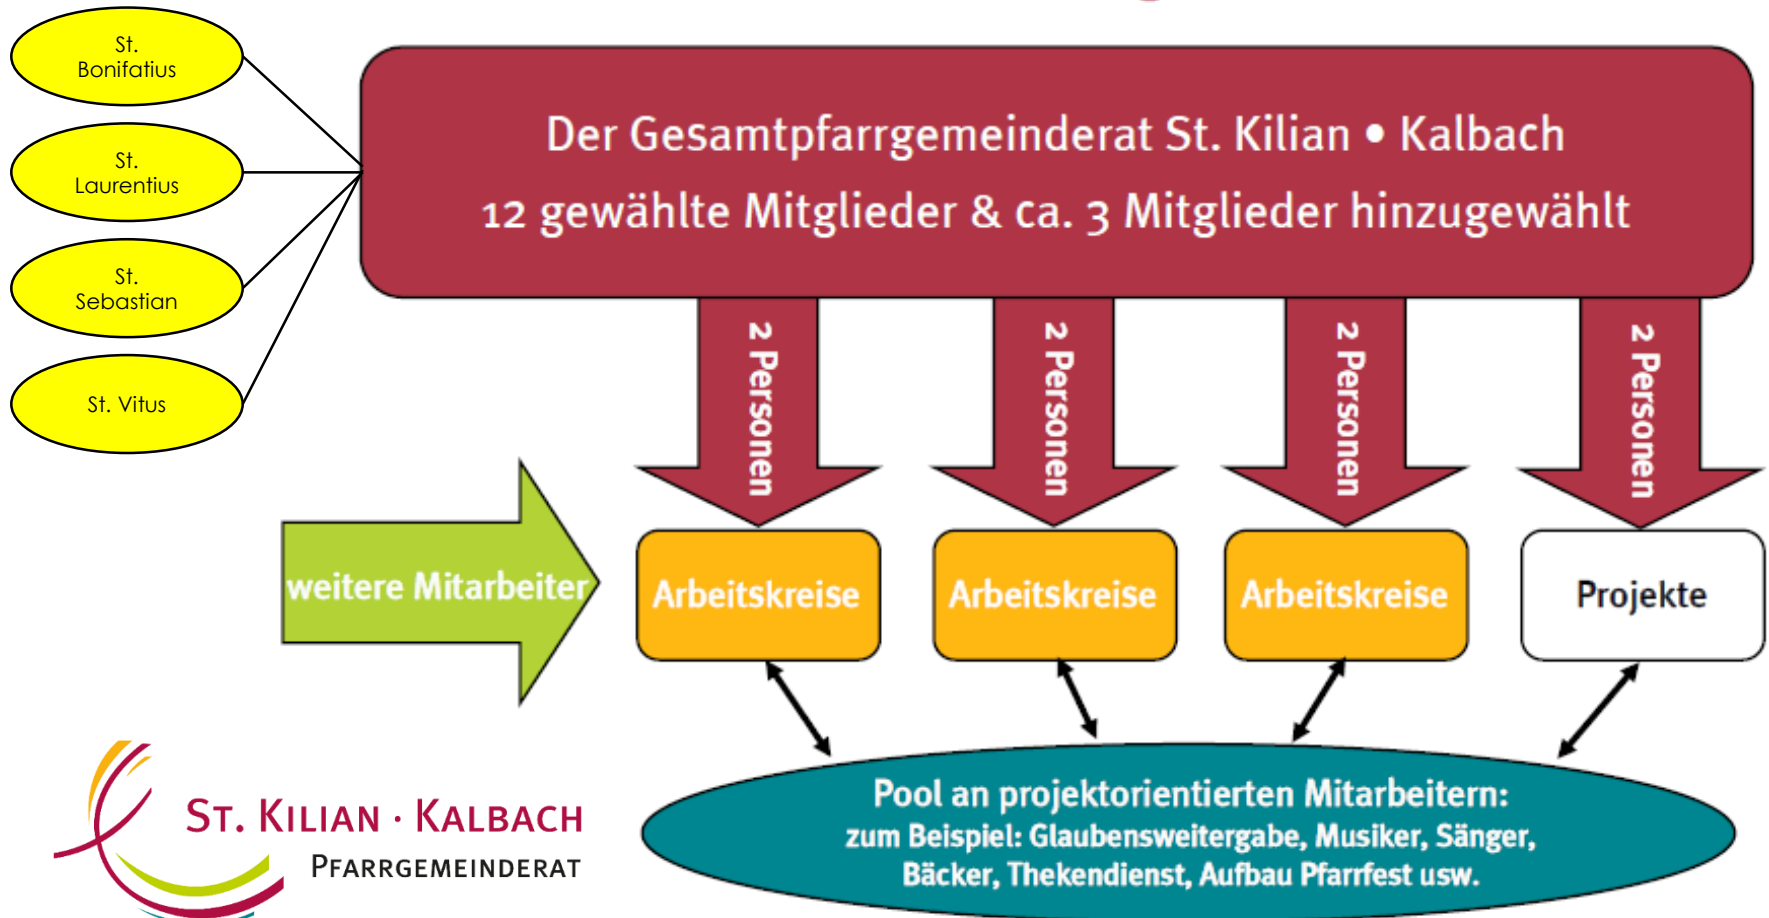 St.
Bonifatius
St.
Laurentius
St.
Sebastian
St. Vitus
Der Gesamtpfarrgemeinderat St. Kilian • Kalbach
12 gewählte Mitglieder & ca. 3 Mitglieder hinzugewählt
2 Personen
2 Personen
2 Personen
2 Personen
weitere Mitarbeiter
Arbeitskreise
Arbeitskreise
Arbeitskreise
Projekte
Pool an projektorientierten Mitarbeitern:
zum Beispiel: Glaubensweitergabe, Musiker, Sänger,
Bäcker, Thekendienst, Aufbau Pfarrfest usw.
ST. KILIAN · KALBACH
PFARRGEMEINDERAT